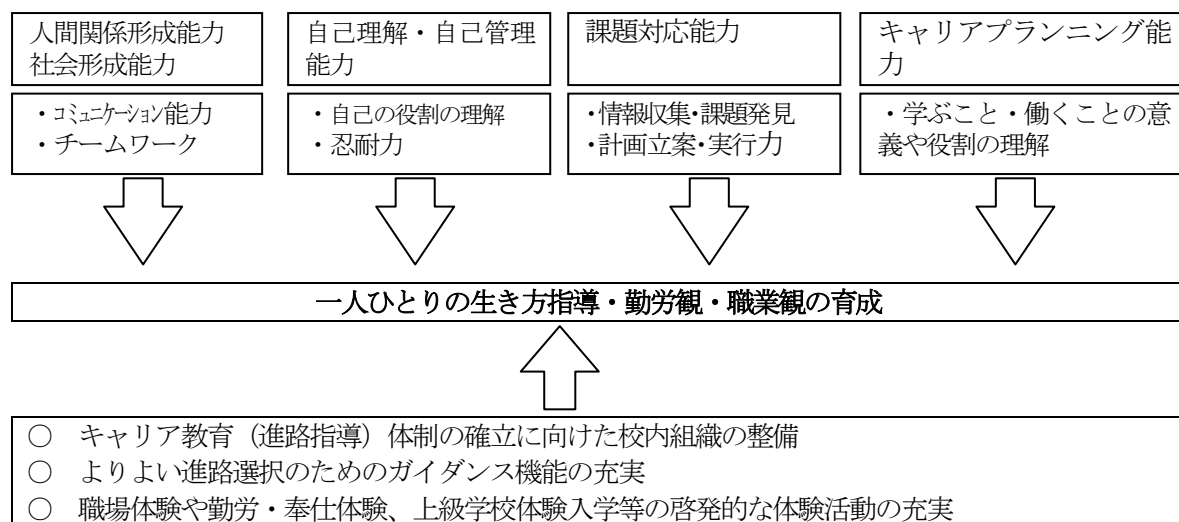 人間関係形成能力
社会形成能力
・コミュニケーション能力
・チームワーク
自己理解・自己管理
能力
・自己の役割の理解
・忍耐力
課題対応能力
・情報収集・課題発見
・計画立案・実行力
キャリアプランニング能
力
・学ぶこと・働くことの意
義や役割の理解
一人ひとりの生き方指導・勤労観・職業観の育成
○ キャリア教育（進路指導）体制の確立に向けた校内組織の整備
○ よりよい進路選択のためのガイダンス機能の充実
○ 職場体験や勤労・奉仕体験、上級学校体験入学等の啓発的な体験活動の充実